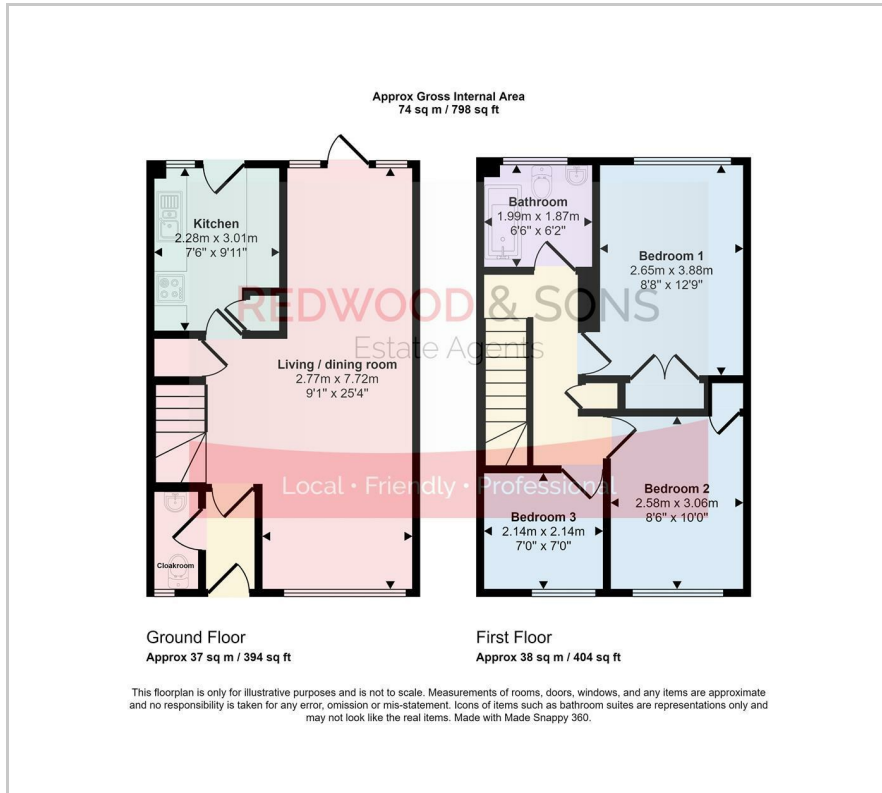 Approx Gross Internal Area
74 sq m / 798 sq ft
Kitchen
2.28m x 3.01m
7'6" x 9'11"
Living / dining room
2.77m x 7.72m
9'1" x 25'4"
Cloakroom
Bathroom
1.99m x 1.87m
6'6" x 6'2"
Bedroom 1
2.65m x 3.88m
8'8" x 12'9"
Bedroom 2
2.58m x 3.06m
8'6" x 10'0"
Bedroom 3
2.14m x 2.14m
7'0" x 7'0"
REDWOOD & SONS
Estate Agents
Local • Friendly • Professional
Ground Floor
Approx 37 sq m / 394 sq ft
First Floor
Approx 38 sq m / 404 sq ft
This floorplan is only for illustrative purposes and is not to scale. Measurements of rooms, doors, windows, and any items are approximate
and no responsibility is taken for any error, omission or mis-statement. Icons of items such as bathroom suites are representations only and
may not look like the real items. Made with Made Snappy 360.